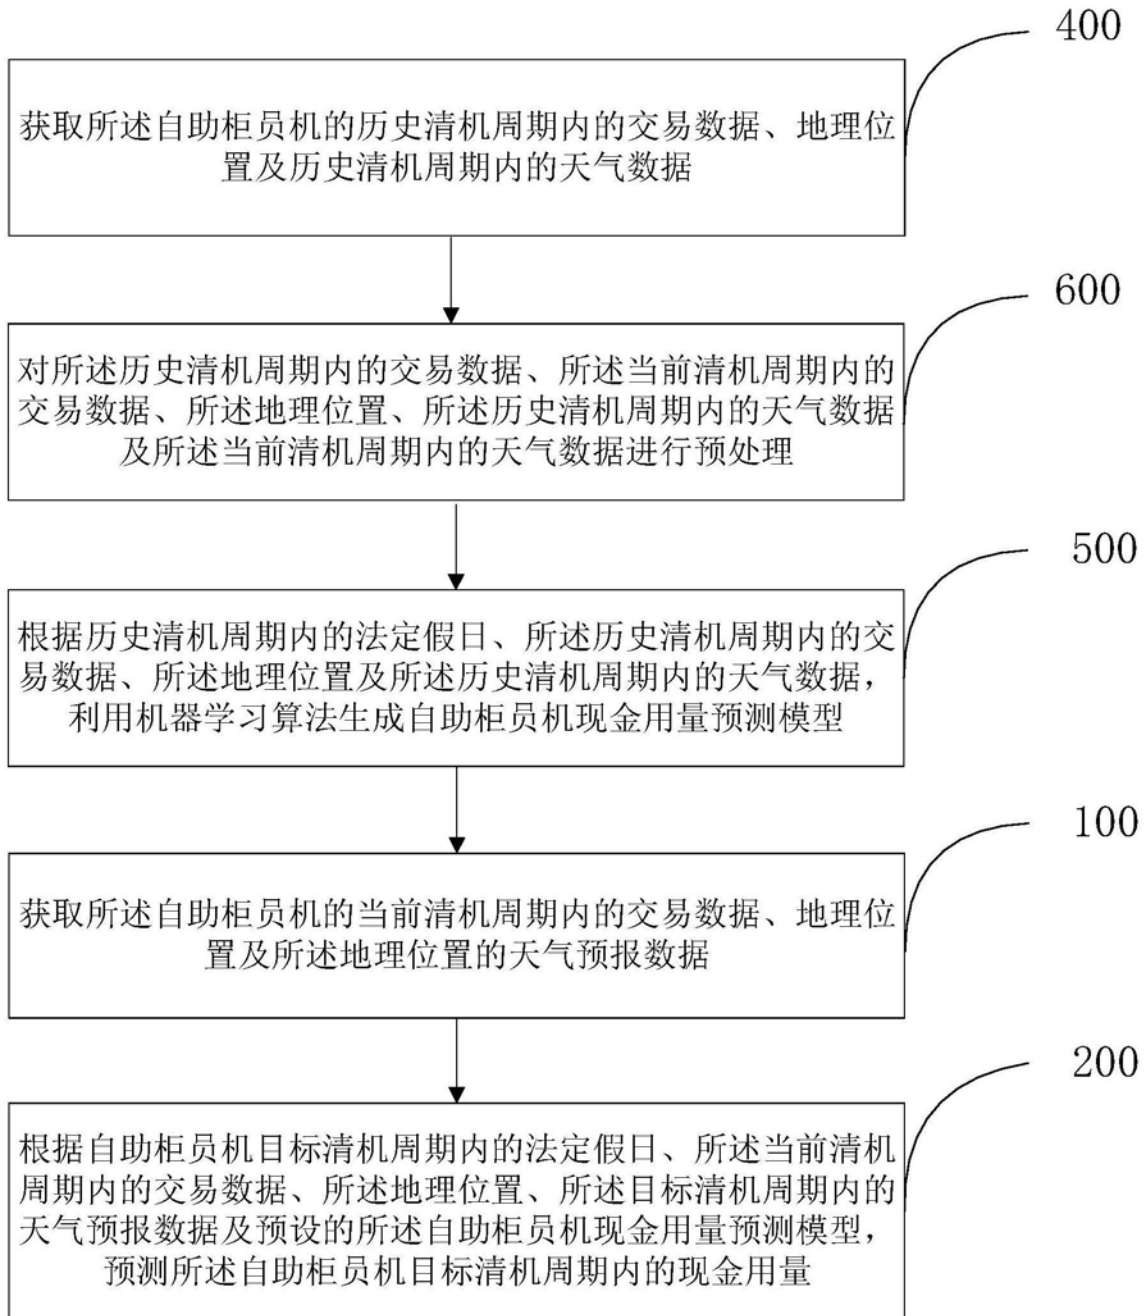 400
获取所述自助柜员机的历史清机周期内的交易数据、地理位
置及历史清机周期内的天气数据
600
对所述历史清机周期内的交易数据、所述当前清机周期内的
交易数据、所述地理位置、所述历史清机周期内的天气数据
及所述当前清机周期内的天气数据进行预处理
500
根据历史清机周期内的法定假日、所述历史清机周期内的交
易数据、所述地理位置及所述历史清机周期内的天气数据，
利用机器学习算法生成自助柜员机现金用量预测模型
100
获取所述自助柜员机的当前清机周期内的交易数据、地理位
置及所述地理位置的天气预报数据
200
根据自助柜员机目标清机周期内的法定假日、所述当前清机
周期内的交易数据、所述地理位置、所述目标清机周期内的
天气预报数据及预设的所述自助柜员机现金用量预测模型，
预测所述自助柜员机目标清机周期内的现金用量